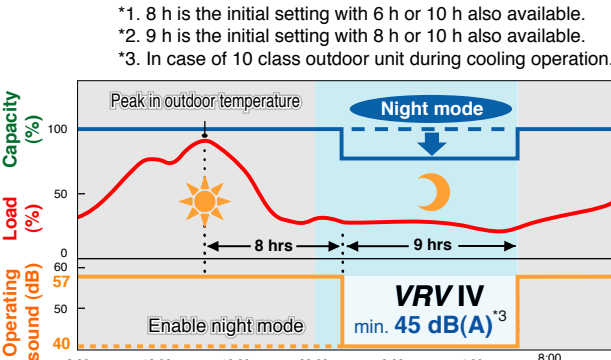 *1. 8 h is the initial setting with 6 h or 10 h also available.
*2. 9 h is the initial setting with 8 h or 10 h also available.
*3. In case of 10 class outdoor unit during cooling operation.
Peak in outdoor temperature
Night mode
Capacity (%)
100
50
Load (%)
0
8 hrs
9 hrs
60
57
50
40
Operating sound (dB)
Enable night mode
VRV IV
min. 45 dB(A)*3
8:00